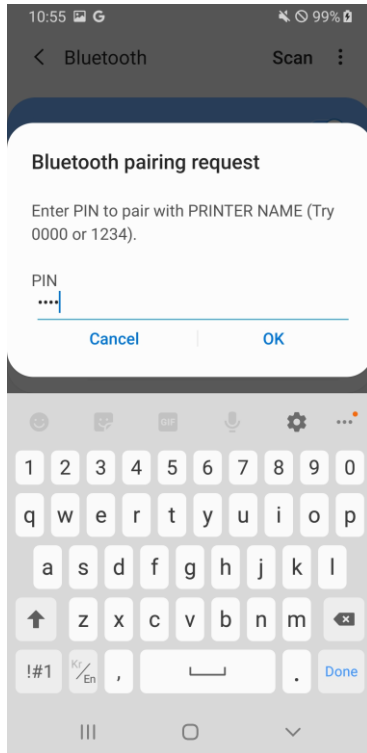 10:55 G 99%
Bluetooth Scan
Bluetooth pairing request
Enter PIN to pair with PRINTER NAME (Try
0000 or 1234).
PIN
••••
Cancel OK
GIF
1 2 3 4 5 6 7 8 9 0
q w e r t y u i o p
a s d f g h j k l
z x c v b n m
!#1 Kr/En , . Done